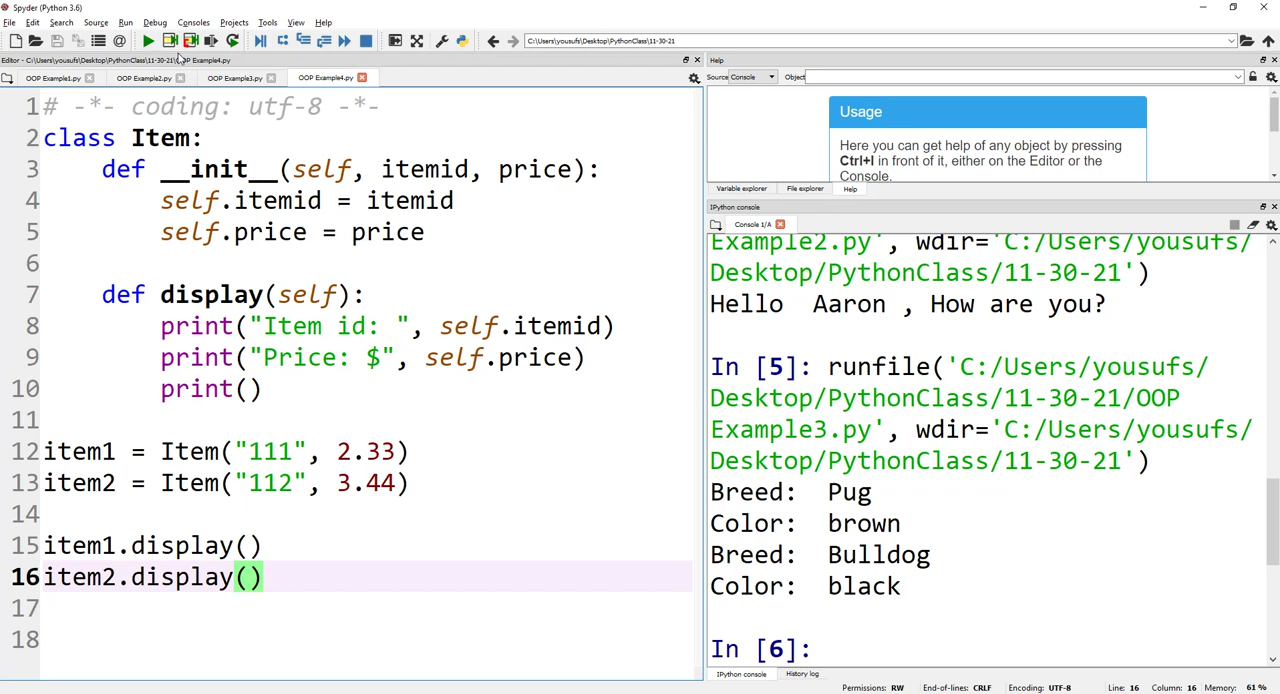 Spyder (Python 3.6)
File Edit Search Source Run Debug Consoles Projects Tools View Help
C:\Users\yousufs\Desktop\PythonClass\11-30-21
Editor - C:\Users\yousufs\Desktop\PythonClass\11-30-21\OOP Example4.py
OOP Example1.py OOP Example2.py OOP Example3.py OOP Example4.py
1 # -*- coding: utf-8 -*-
2 class Item:
3     def __init__(self, itemid, price):
4         self.itemid = itemid
5         self.price = price
6
7     def display(self):
8         print("Item id: ", self.itemid)
9         print("Price: $", self.price)
10         print()
11
12 item1 = Item("111", 2.33)
13 item2 = Item("112", 3.44)
14
15 item1.display()
16 item2.display()
17
18
Help
Source Console Object
Usage
Here you can get help of any object by pressing
Ctrl+I in front of it, either on the Editor or the
Console.
Variable explorer File explorer Help
IPython console
Console 1/A
Example2.py', wdir='C:/Users/yousufs/
Desktop/PythonClass/11-30-21')
Hello  Aaron , How are you?
In [5]: runfile('C:/Users/yousufs/
Desktop/PythonClass/11-30-21/OOP
Example3.py', wdir='C:/Users/yousufs/
Desktop/PythonClass/11-30-21')
Breed:  Pug
Color:  brown
Breed:  Bulldog
Color:  black
In [6]:
IPython console History log
Permissions: RW End-of-lines: CRLF Encoding: UTF-8 Line: 16 Column: 16 Memory: 61 %